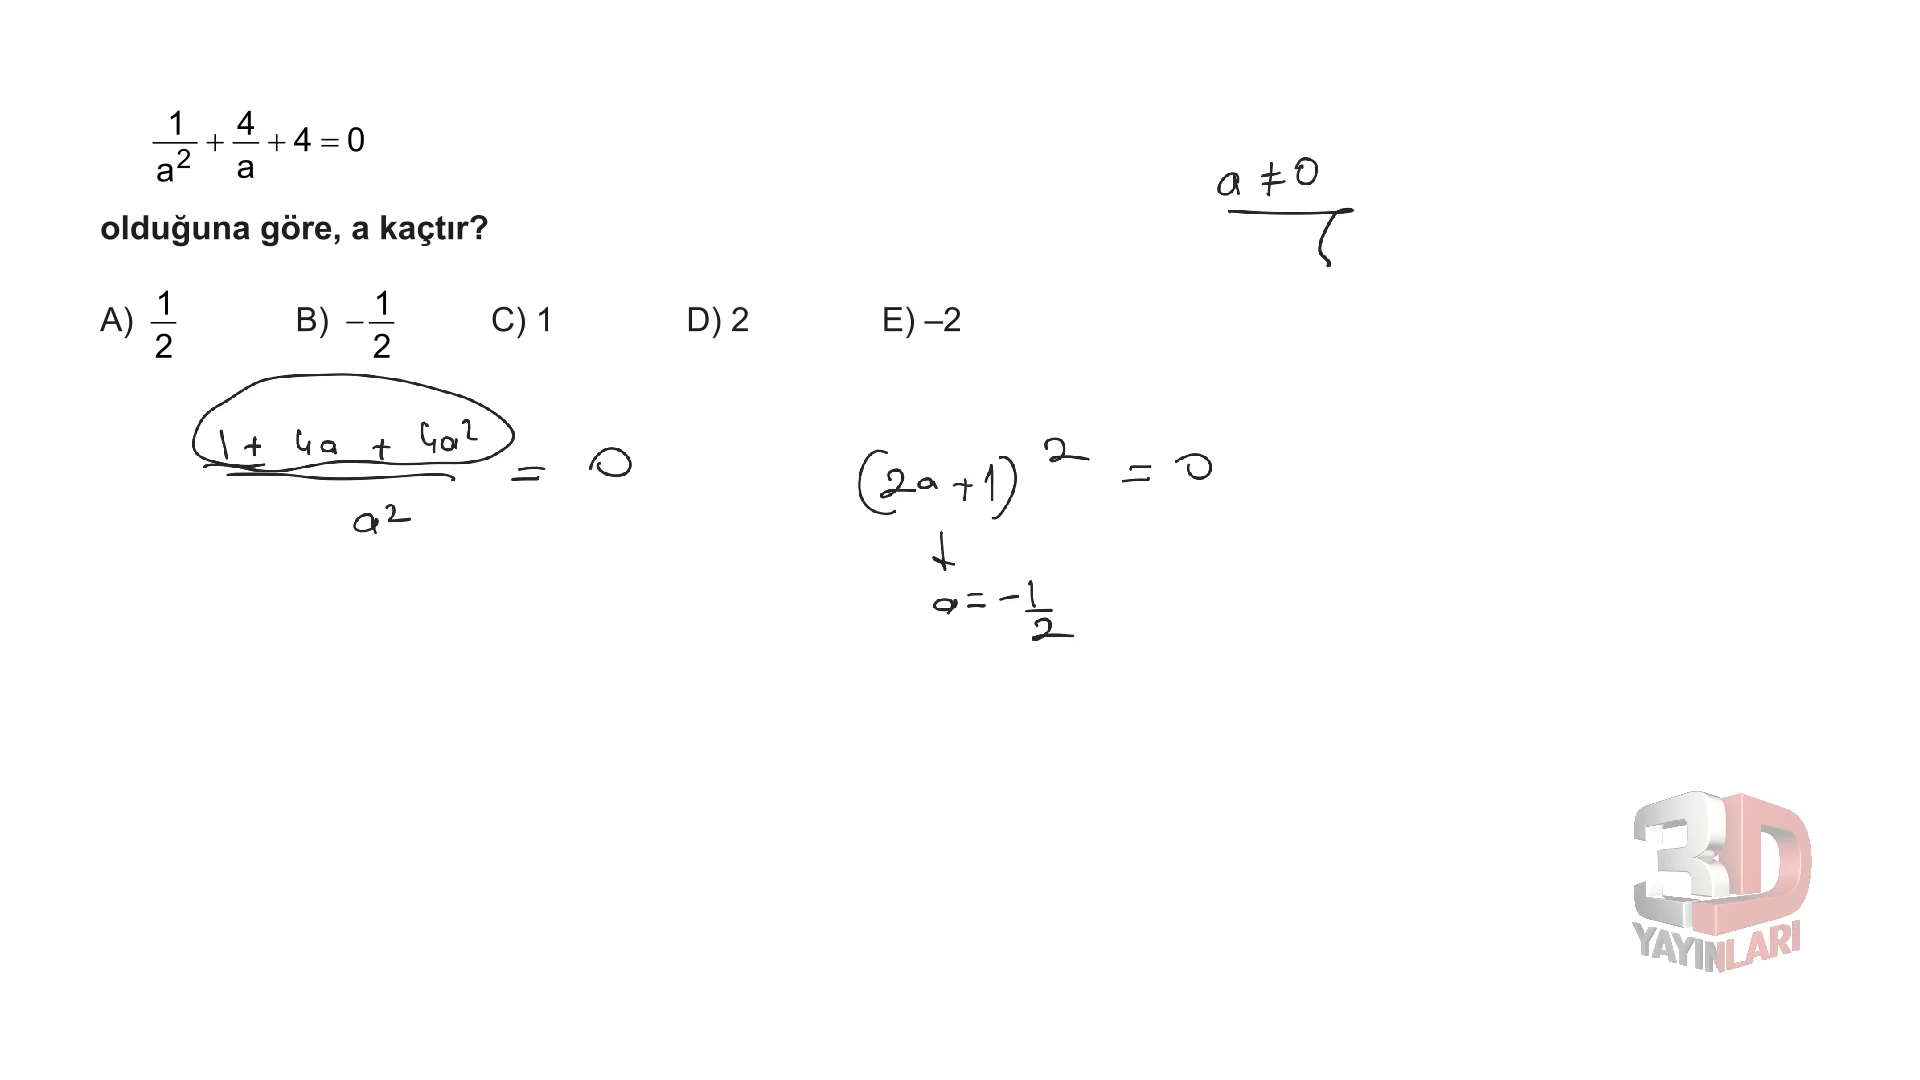 1/a² + 4/a + 4 = 0
a ≠ 0
olduğuna göre, a kaçtır?
A) 1/2 B) −1/2 C) 1 D) 2 E) –2
(1 + 4a + 4a²)/a² = 0
(2a + 1)² = 0
a = -1/2
3D
YAYINLARI